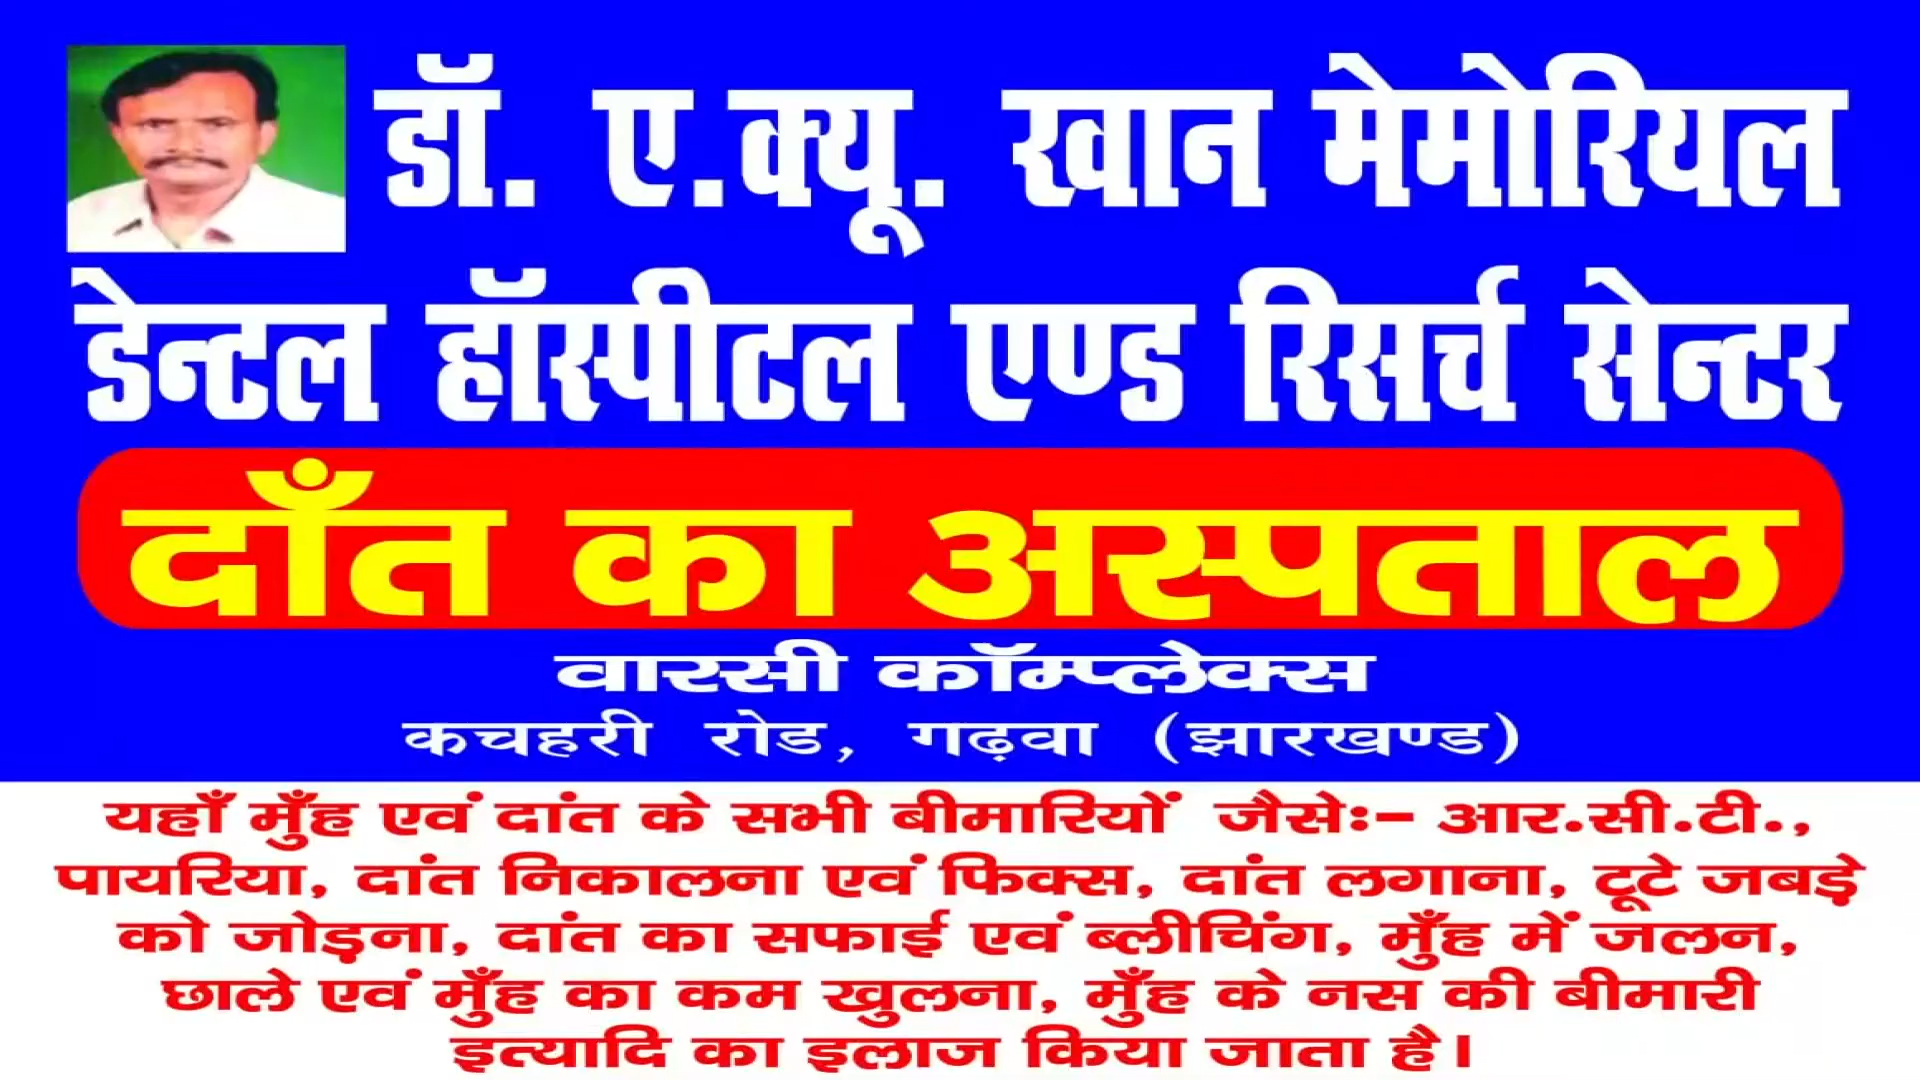 डॉ. ए.क्यू. खान मेमोरियल
डेन्टल हॉस्पीटल एण्ड रिसर्च सेन्टर
दाँत का अस्पताल
वारसी कॉम्प्लेक्स
कचहरी रोड, गढ़वा (झारखण्ड)
यहाँ मुँह एवं दांत के सभी बीमारियों जैसेः- आर.सी.टी.,
पायरिया, दांत निकालना एवं फिक्स, दांत लगाना, टूटे जबड़े
को जोड़ना, दांत का सफाई एवं ब्लीचिंग, मुँह में जलन,
छाले एवं मुँह का कम खुलना, मुँह के नस की बीमारी
इत्यादि का इलाज किया जाता है।